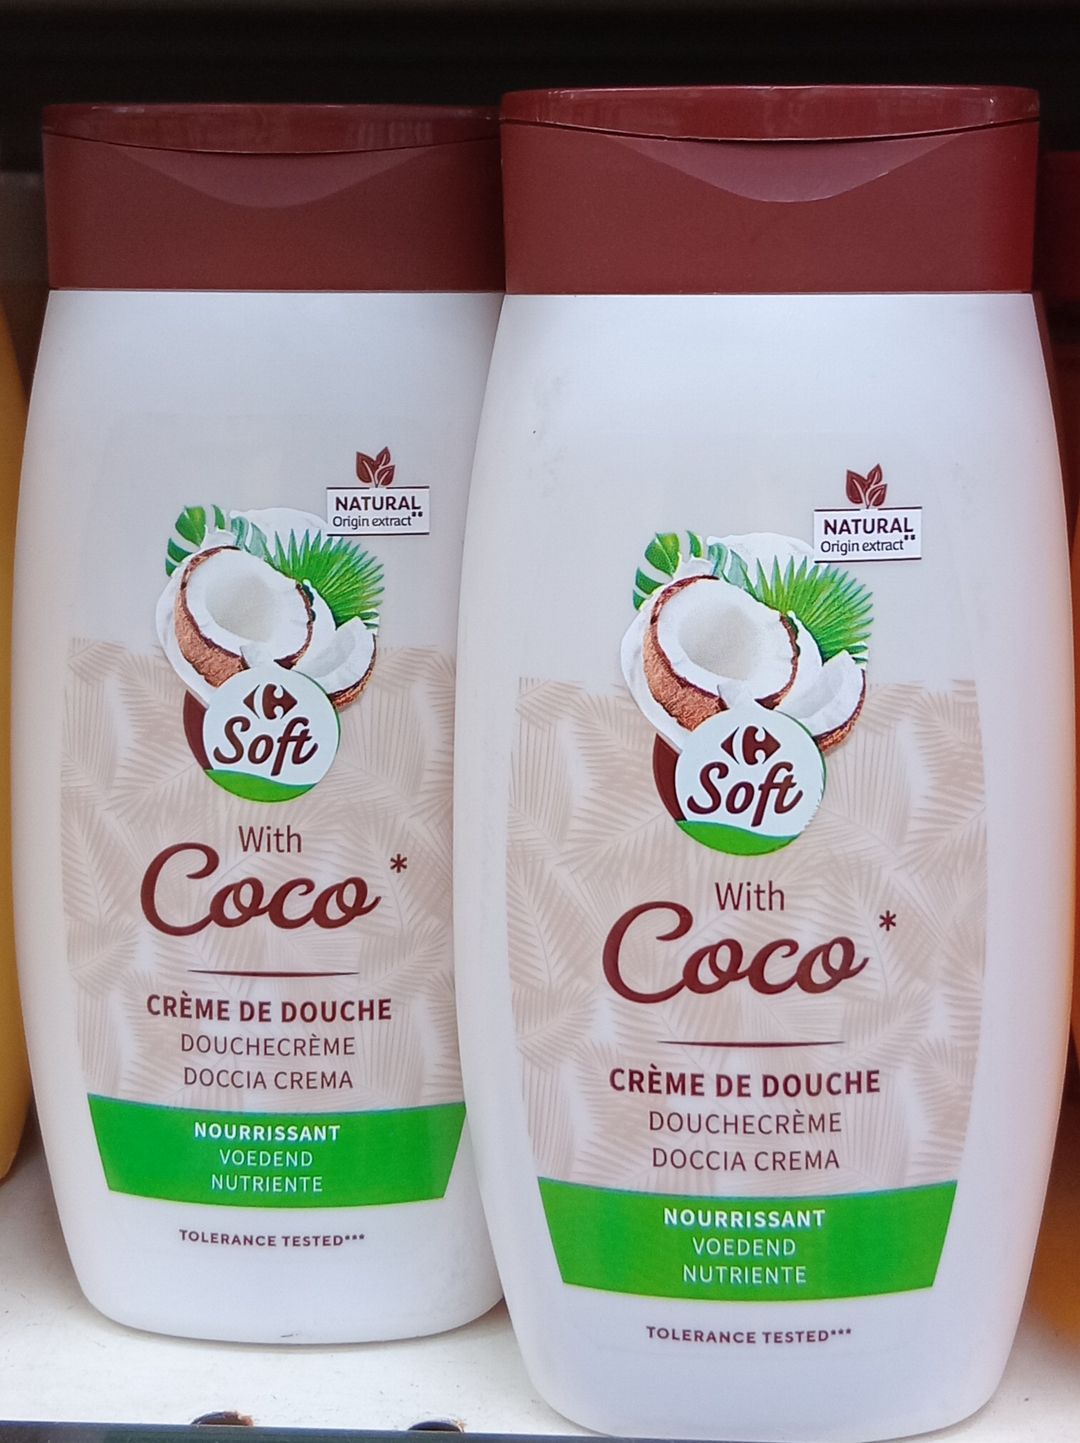 NATURAL
Origin extract**
Soft
With
Coco*
CRÈME DE DOUCHE
DOUCHECRÈME
DOCCIA CREMA
NOURRISSANT
VOEDEND
NUTRIENTE
TOLERANCE TESTED***
NATURAL
Origin extract**
Soft
With
Coco*
CRÈME DE DOUCHE
DOUCHECRÈME
DOCCIA CREMA
NOURRISSANT
VOEDEND
NUTRIENTE
TOLERANCE TESTED***